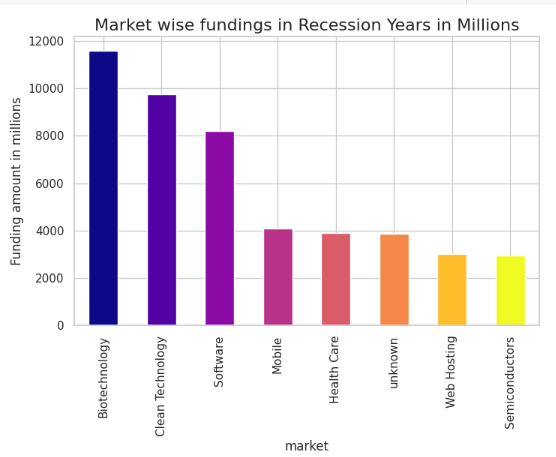 Market wise fundings in Recession Years in Millions
12000
10000
8000
6000
4000
2000
0
Funding amount in millions
Biotechnology
Clean Technology
Software
Mobile
Health Care
unknown
Web Hosting
Semiconductors
market